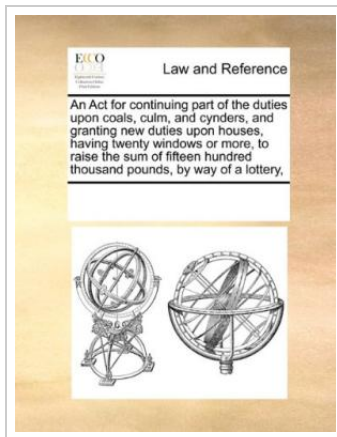 ECCO
Law and Reference
An Act for continuing part of the duties
upon coals, culm, and cynders, and
granting new duties upon houses,
having twenty windows or more, to
raise the sum of fifteen hundred
thousand pounds, by way of a lottery,